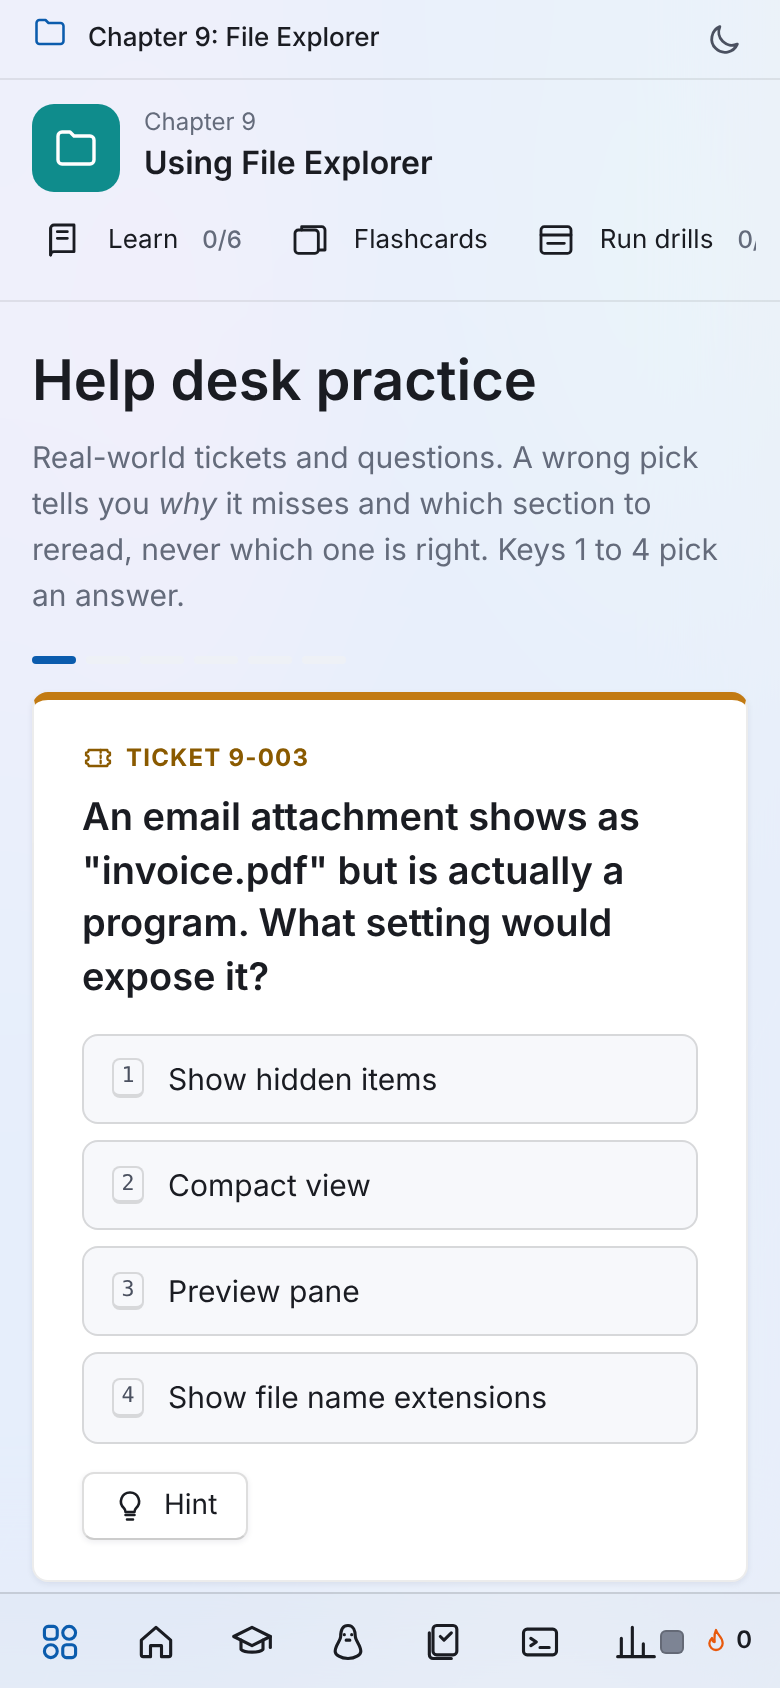 Chapter 9: File Explorer
Chapter 9
Using File Explorer
Learn 0/6 Flashcards Run drills 0/
Help desk practice
Real-world tickets and questions. A wrong pick
tells you why it misses and which section to
reread, never which one is right. Keys 1 to 4 pick
an answer.
TICKET 9-003
An email attachment shows as
"invoice.pdf" but is actually a
program. What setting would
expose it?
1 Show hidden items
2 Compact view
3 Preview pane
4 Show file name extensions
Hint
0